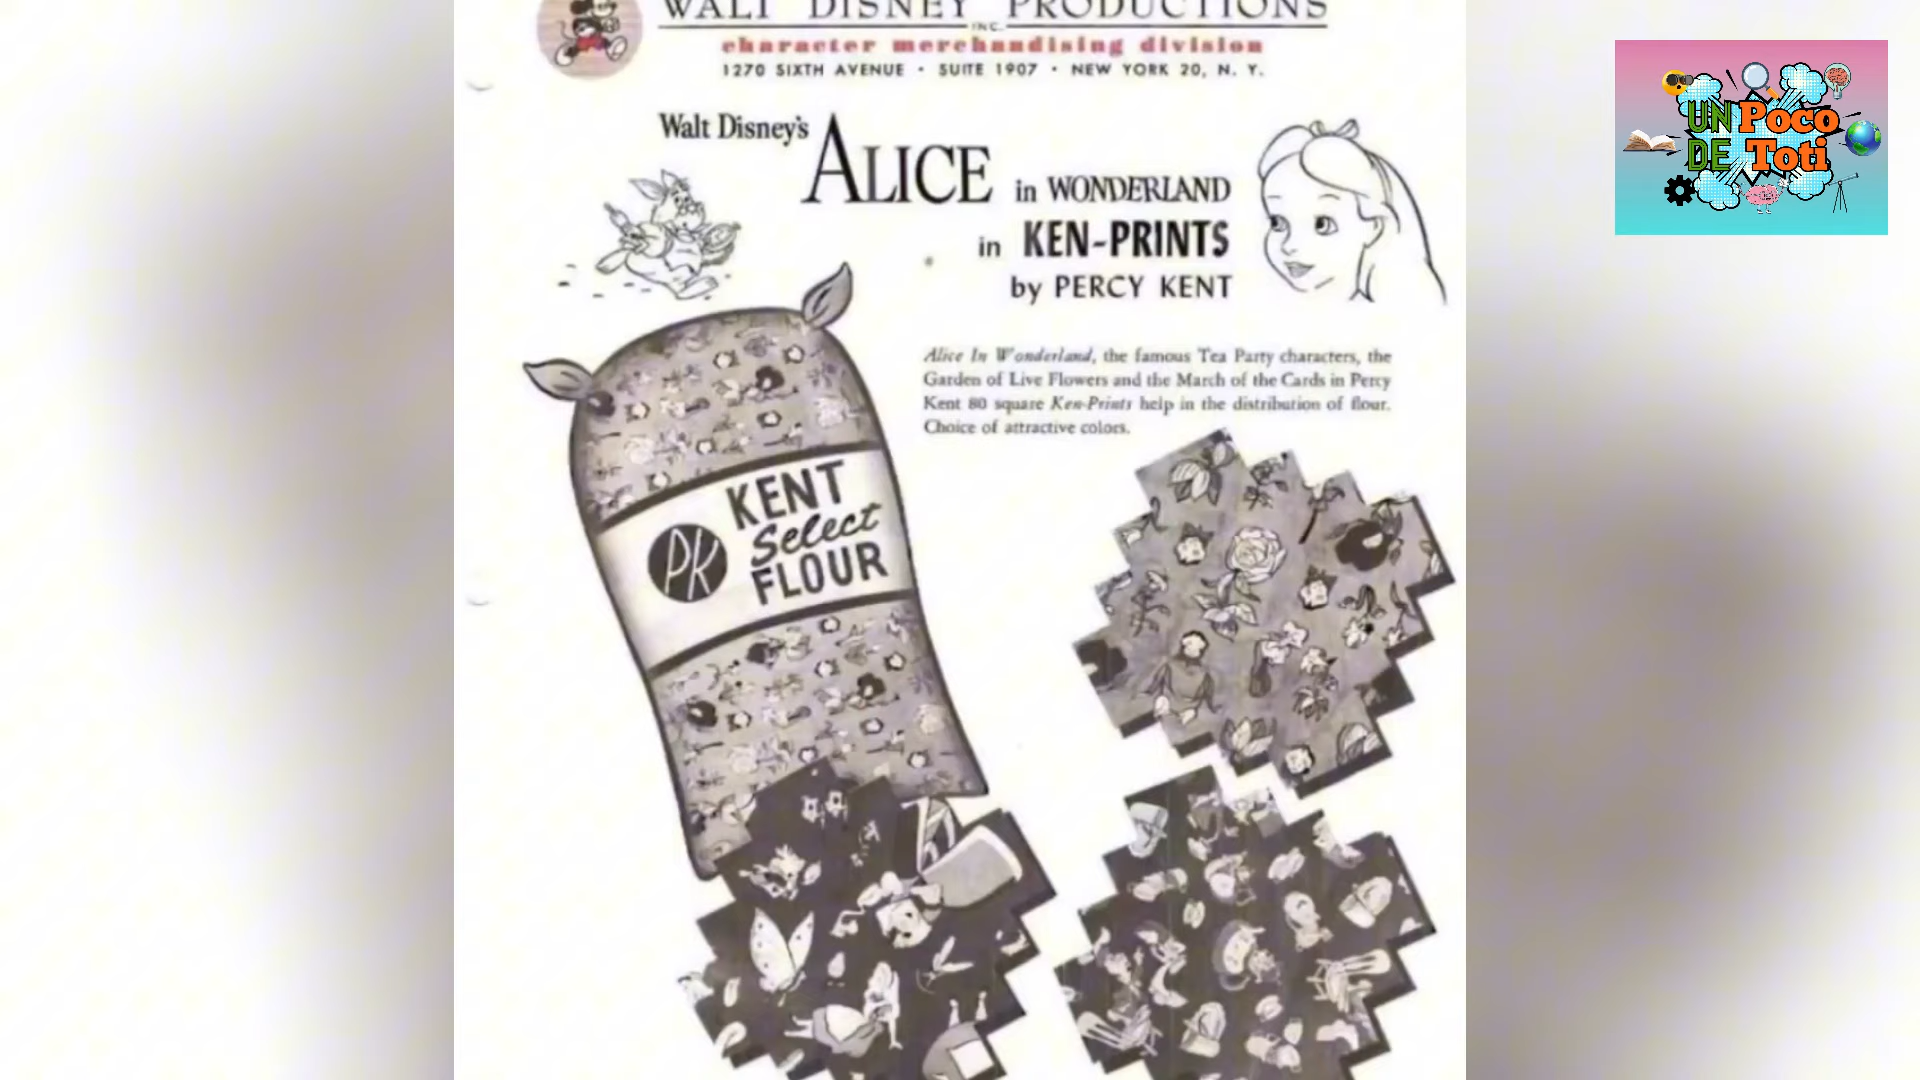 WALT DISNEY PRODUCTIONS
INC.
character merchandising division
1270 SIXTH AVENUE • SUITE 1907 • NEW YORK 20, N. Y.
Walt Disney's
ALICE in WONDERLAND
in KEN-PRINTS
by PERCY KENT
Alice In Wonderland, the famous Tea Party characters, the
Garden of Live Flowers and the March of the Cards in Percy
Kent 80 square Ken-Prints help in the distribution of flour.
Choice of attractive colors.
KENT
Select
FLOUR
PK
UN Poco
DE Toti